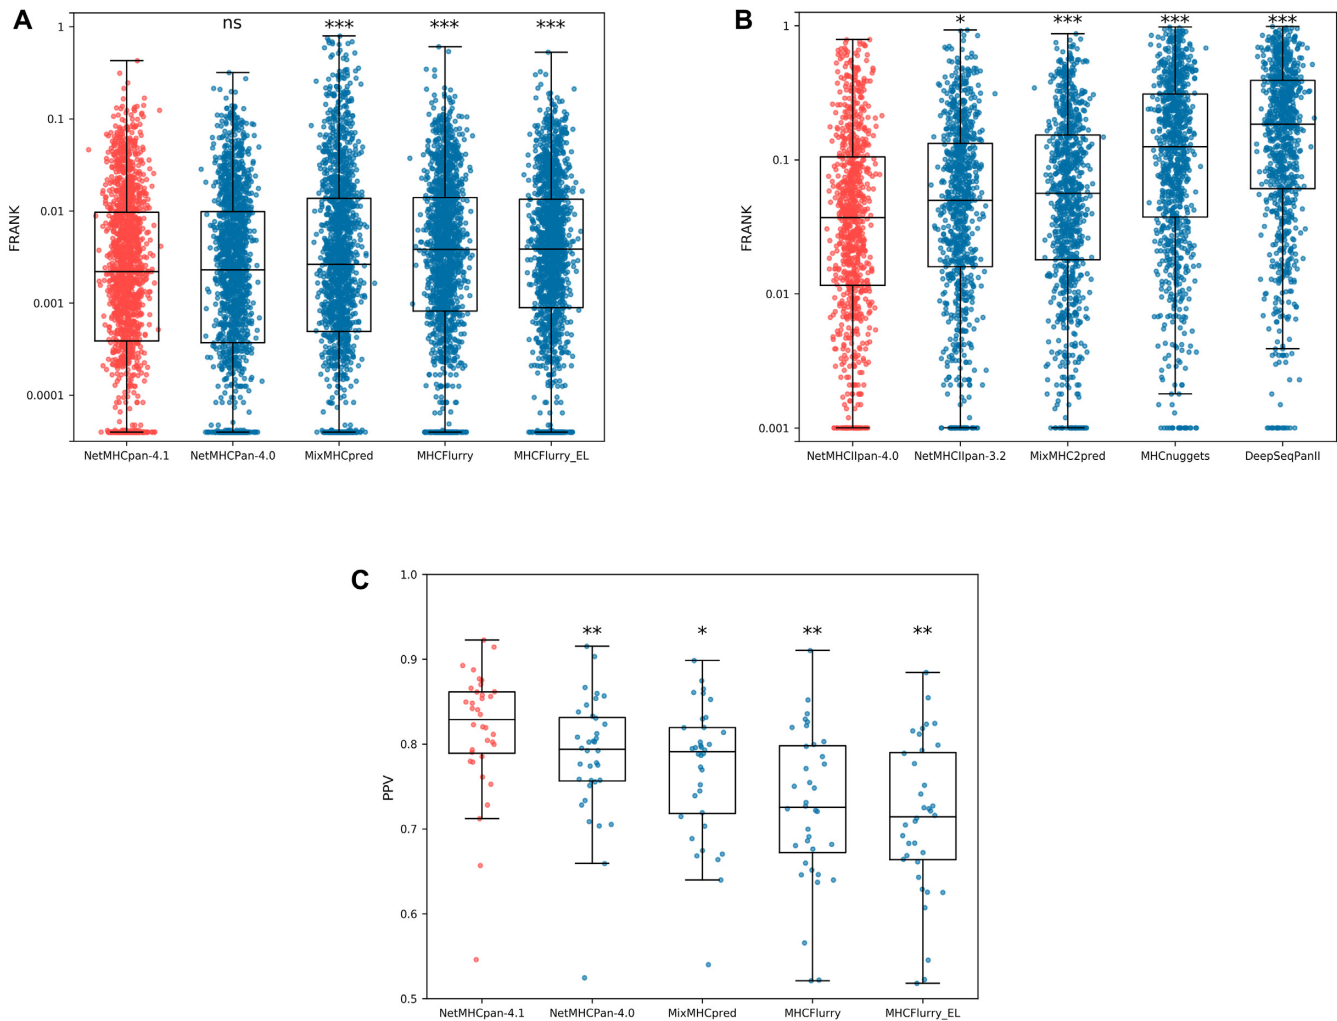 A
1
0.1
0.01
0.001
0.0001
FRANK
ns
***
***
***
NetMHCpan-4.1
NetMHCPan-4.0
MixMHCpred
MHCFlurry
MHCFlurry_EL
B
1
0.1
0.01
0.001
FRANK
*
***
***
***
NetMHCIIpan-4.0
NetMHCIIpan-3.2
MixMHC2pred
MHCnuggets
DeepSeqPanII
C
1.0
0.9
0.8
0.7
0.6
0.5
PPV
**
*
**
**
NetMHCpan-4.1
NetMHCPan-4.0
MixMHCpred
MHCFlurry
MHCFlurry_EL